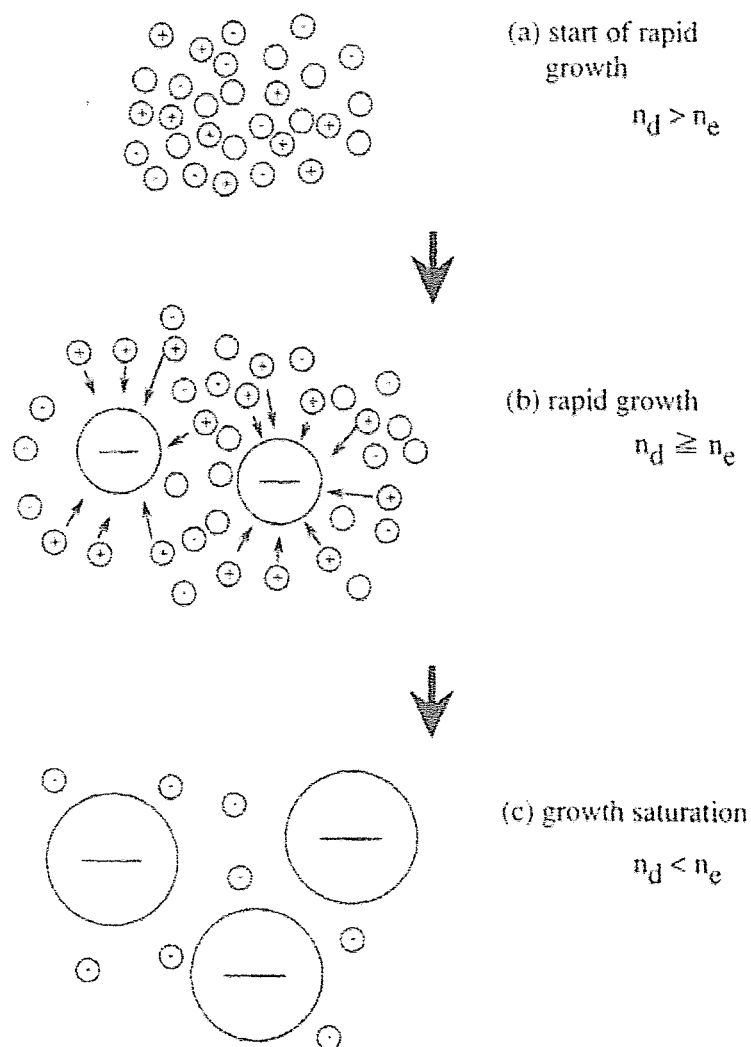 (a) start of rapid
growth
n_d > n_e
(b) rapid growth
n_d ≧ n_e
(c) growth saturation
n_d < n_e